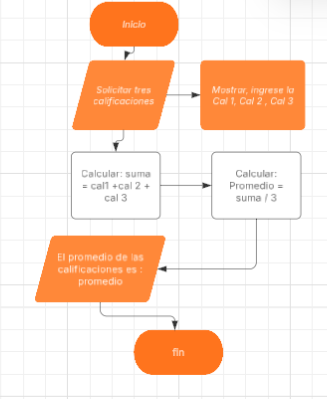 Inicio
Solicitar tres
calificaciones
Mostrar, ingrese la
Cal 1, Cal 2 , Cal 3
Calcular: suma
= cal1 +cal 2 +
cal 3
Calcular:
Promedio =
suma / 3
El promedio de las
calificaciones es :
promedio
fin